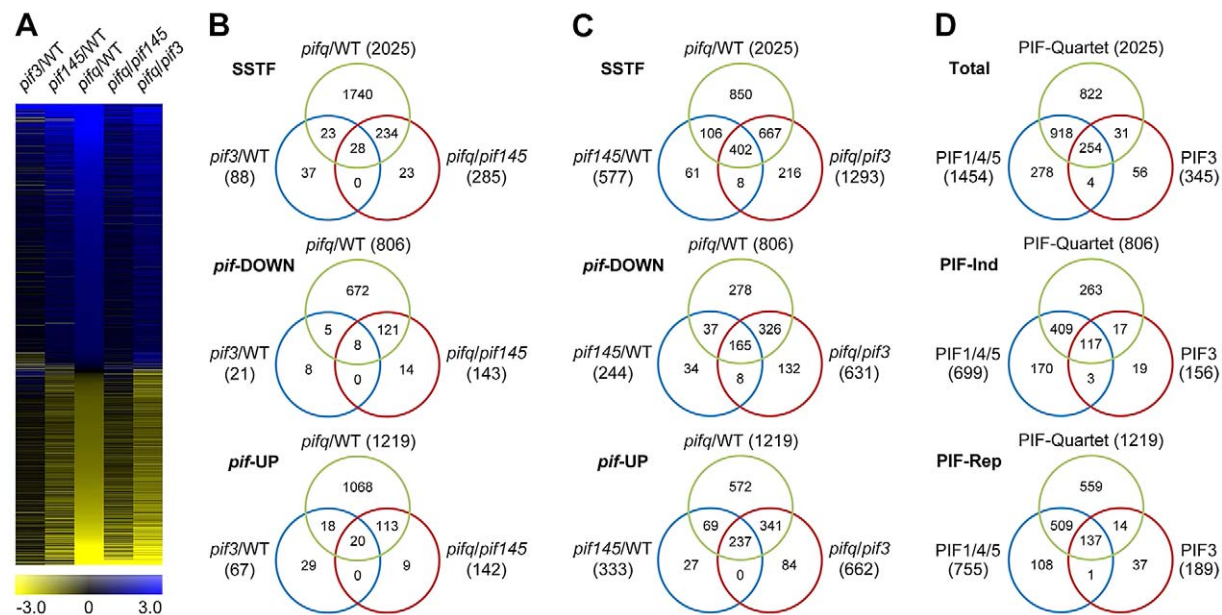 A
pif3/WT
pif145/WT
pifq/WT
pifq/pif145
pifq/pif3
-3.0 0 3.0
B
pifq/WT (2025)
SSTF
1740
23 234
28
pif3/WT
(88)
37 0 23
pifq/pif145
(285)
pifq/WT (806)
pif-DOWN
672
5 121
8
pif3/WT
(21)
8 0 14
pifq/pif145
(143)
pifq/WT (1219)
pif-UP
1068
18 113
20
pif3/WT
(67)
29 0 9
pifq/pif145
(142)
C
pifq/WT (2025)
SSTF
850
106 667
402
pif145/WT
(577)
61 8 216
pifq/pif3
(1293)
pifq/WT (806)
pif-DOWN
278
37 326
165
pif145/WT
(244)
34 8 132
pifq/pif3
(631)
pifq/WT (1219)
pif-UP
572
69 341
237
pif145/WT
(333)
27 0 84
pifq/pif3
(662)
D
PIF-Quartet (2025)
Total
822
918 31
254
PIF1/4/5
(1454)
278 4 56
PIF3
(345)
PIF-Quartet (806)
PIF-Ind
263
409 17
117
PIF1/4/5
(699)
170 3 19
PIF3
(156)
PIF-Quartet (1219)
PIF-Rep
559
509 14
137
PIF1/4/5
(755)
108 1 37
PIF3
(189)